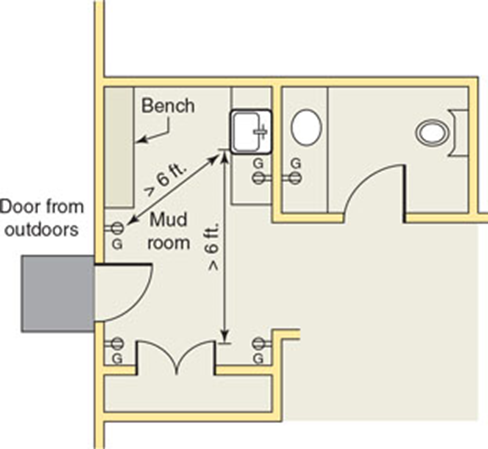 Bench
G
G
> 6 ft.
Door from
outdoors
G
Mud
room
> 6 ft.
G
G